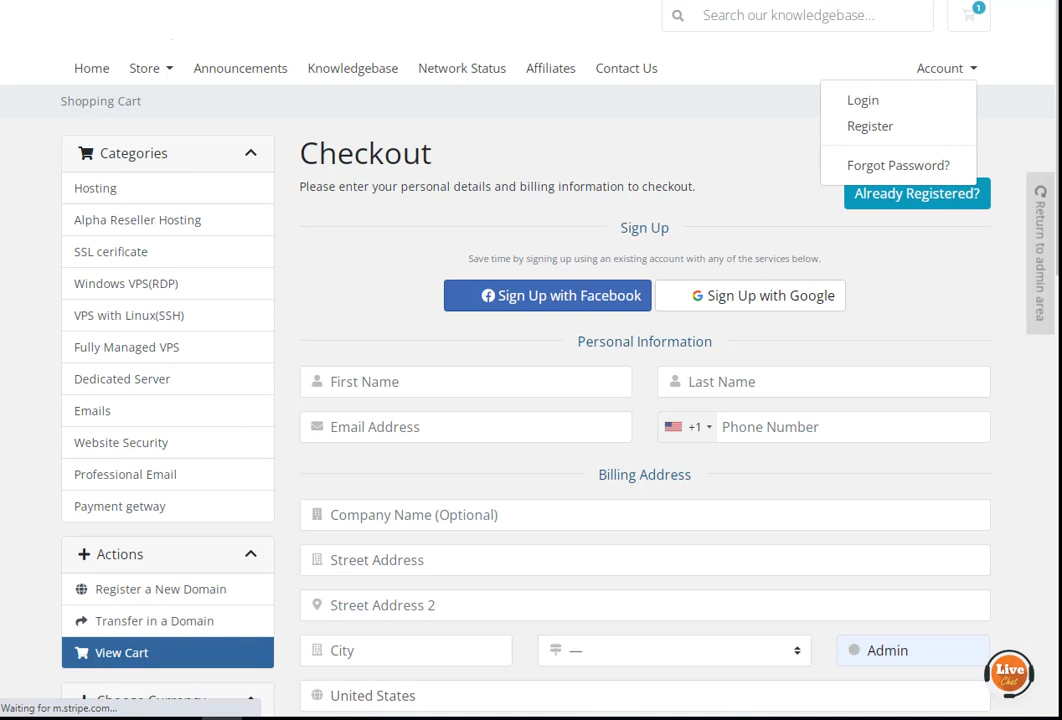 Search our knowledgebase...
1
Home Store Announcements Knowledgebase Network Status Affiliates Contact Us Account
Shopping Cart
Login
Register
Forgot Password?
Categories
Hosting
Alpha Reseller Hosting
SSL cerificate
Windows VPS(RDP)
VPS with Linux(SSH)
Fully Managed VPS
Dedicated Server
Emails
Website Security
Professional Email
Payment getway
Actions
Register a New Domain
Transfer in a Domain
View Cart
Checkout
Please enter your personal details and billing information to checkout.
Already Registered?
Sign Up
Save time by signing up using an existing account with any of the services below.
Sign Up with Facebook
Sign Up with Google
Personal Information
First Name
Last Name
Email Address
+1 Phone Number
Billing Address
Company Name (Optional)
Street Address
Street Address 2
City
—
Admin
United States
Return to admin area
Live
Chat
Choose Currency
Waiting for m.stripe.com...